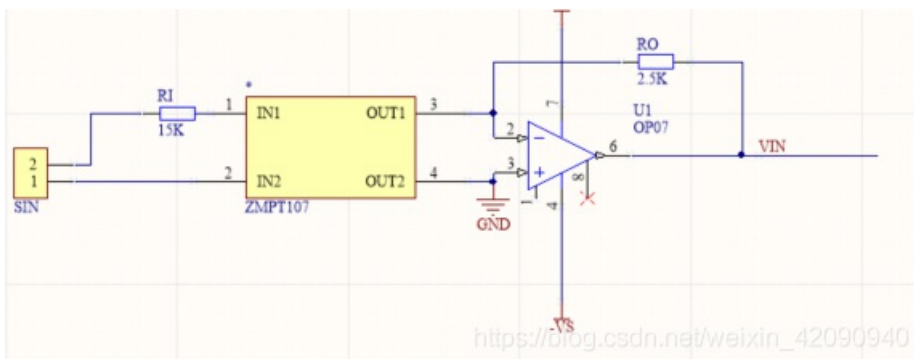 RO
2.5K
*
RI
15K
1
IN1
OUT1
3
7
U1
OP07
2
-
6
VIN
2
1
SIN
2
IN2
OUT2
4
ZMPT107
3
+
8
1
4
GND
-VS
https://blog.csdn.net/weixin_42090940